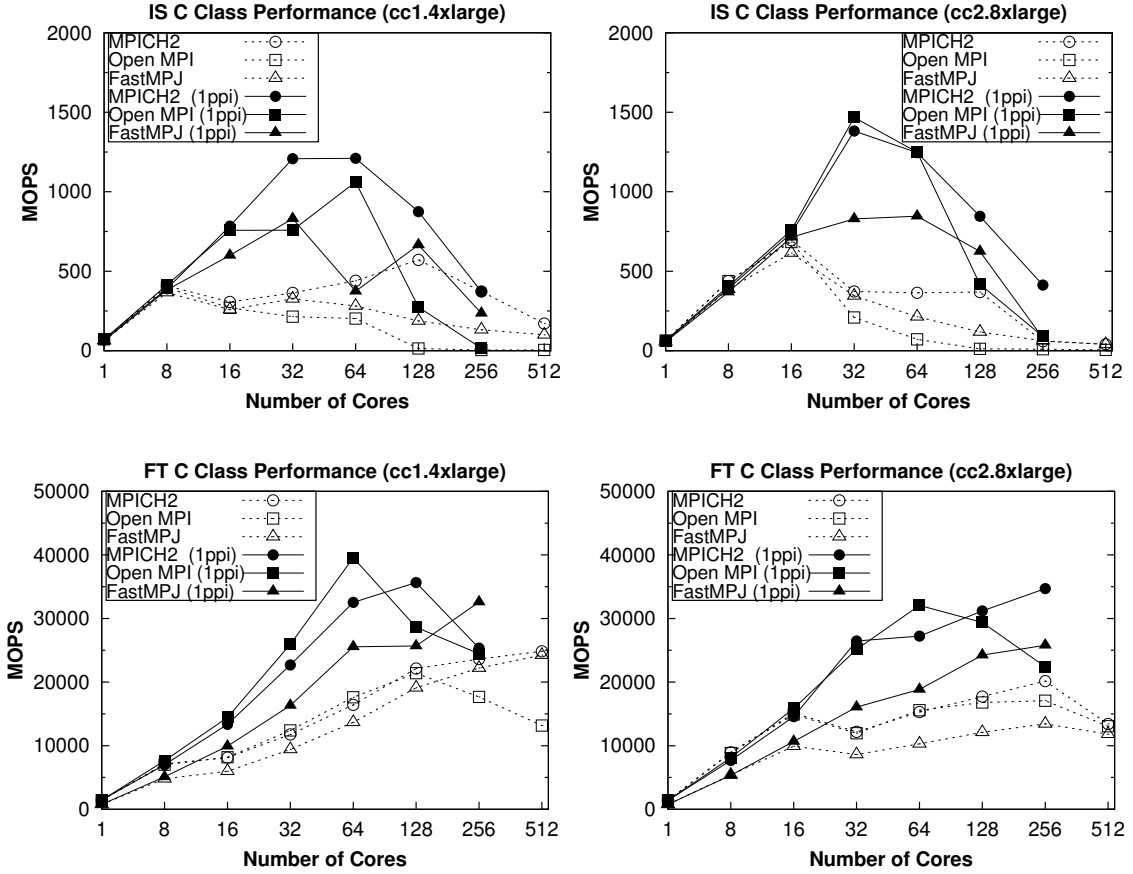 IS C Class Performance (cc1.4xlarge)
2000
1500
1000
500
0
MOPS
MPICH2
Open MPI
FastMPJ
MPICH2 (1ppi)
Open MPI (1ppi)
FastMPJ (1ppi)
1 8 16 32 64 128 256 512
Number of Cores
IS C Class Performance (cc2.8xlarge)
2000
1500
1000
500
0
MOPS
MPICH2
Open MPI
FastMPJ
MPICH2 (1ppi)
Open MPI (1ppi)
FastMPJ (1ppi)
1 8 16 32 64 128 256 512
Number of Cores
FT C Class Performance (cc1.4xlarge)
50000
40000
30000
20000
10000
0
MOPS
MPICH2
Open MPI
FastMPJ
MPICH2 (1ppi)
Open MPI (1ppi)
FastMPJ (1ppi)
1 8 16 32 64 128 256 512
Number of Cores
FT C Class Performance (cc2.8xlarge)
50000
40000
30000
20000
10000
0
MOPS
MPICH2
Open MPI
FastMPJ
MPICH2 (1ppi)
Open MPI (1ppi)
FastMPJ (1ppi)
1 8 16 32 64 128 256 512
Number of Cores